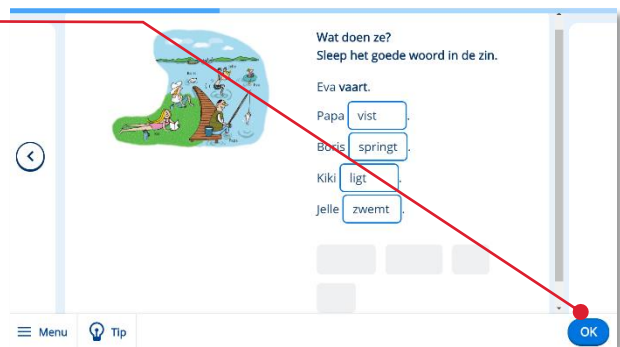 Wat doen ze?
Sleep het goede woord in de zin.
Eva vaart.
Papa vist.
Boris springt.
Kiki ligt.
Jelle zwemt.
Menu
Tip
OK